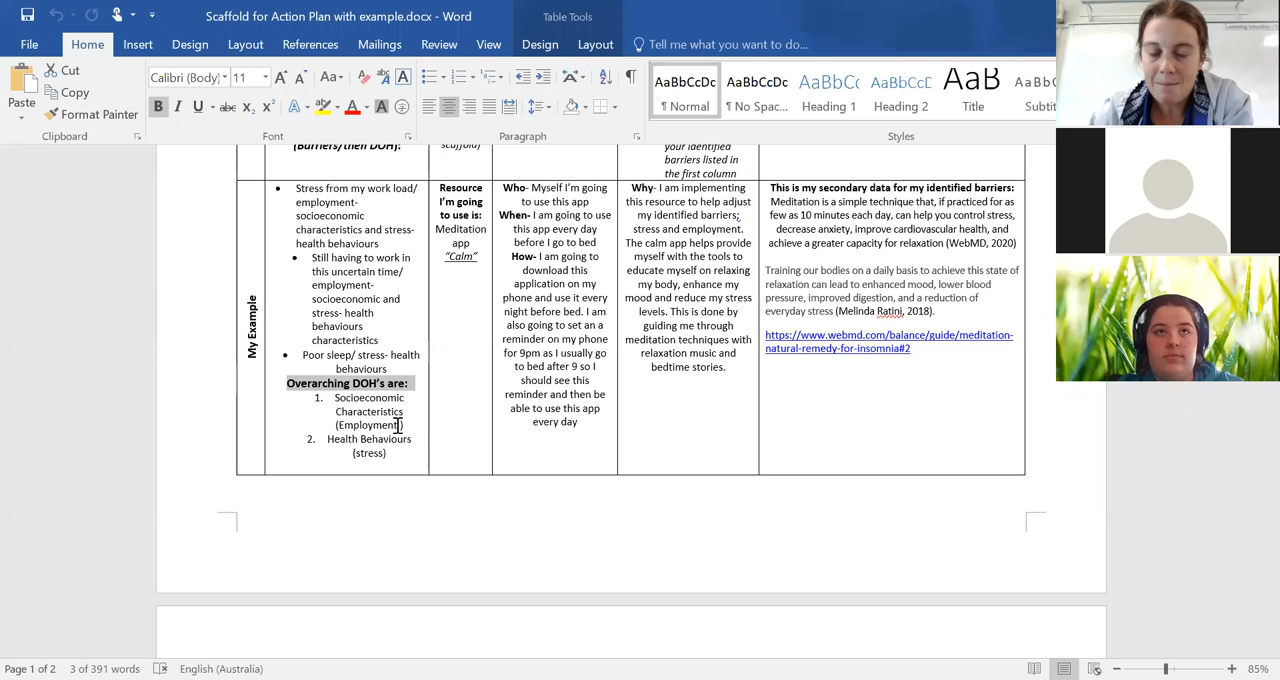 Scaffold for Action Plan with example.docx - Word
Table Tools
File Home Insert Design Layout References Mailings Review View Design Layout Tell me what you want to do...
Paste
Cut
Copy
Format Painter
Calibri (Body) 11
AaBbCcDc AaBbCcDc AaBbC AaBbCcD AaB AaBbC
¶ Normal ¶ No Spac... Heading 1 Heading 2 Title Subtit
Clipboard Font Paragraph Styles
(Barriers/then DOH):
scaffold)
your identified
barriers listed in
the first column
My Example
Stress from my work load/
employment-
socioeconomic
characteristics and stress-
health behaviours
Still having to work in
this uncertain time/
employment-
socioeconomic and
stress- health
behaviours
characteristics
Poor sleep/ stress- health
behaviours
Overarching DOH's are:
1. Socioeconomic
Characteristics
(Employment)
2. Health Behaviours
(stress)
Resource
I'm going
to use is:
Meditation
app
"Calm"
Who- Myself I'm going
to use this app
When- I am going to use
this app every day
before I go to bed
How- I am going to
download this
application on my
phone and use it every
night before bed. I am
also going to set an a
reminder on my phone
for 9pm as I usually go
to bed after 9 so I
should see this
reminder and then be
able to use this app
every day
Why- I am implementing
this resource to help adjust
my identified barriers;
stress and employment.
The calm app helps provide
myself with the tools to
educate myself on relaxing
my body, enhance my
mood and reduce my stress
levels. This is done by
guiding me through
meditation techniques with
relaxation music and
bedtime stories.
This is my secondary data for my identified barriers:
Meditation is a simple technique that, if practiced for as
few as 10 minutes each day, can help you control stress,
decrease anxiety, improve cardiovascular health, and
achieve a greater capacity for relaxation (WebMD, 2020)
Training our bodies on a daily basis to achieve this state of
relaxation can lead to enhanced mood, lower blood
pressure, improved digestion, and a reduction of
everyday stress (Melinda Ratini, 2018).
https://www.webmd.com/balance/guide/meditation-
natural-remedy-for-insomnia#2
Page 1 of 2 3 of 391 words English (Australia) 85%